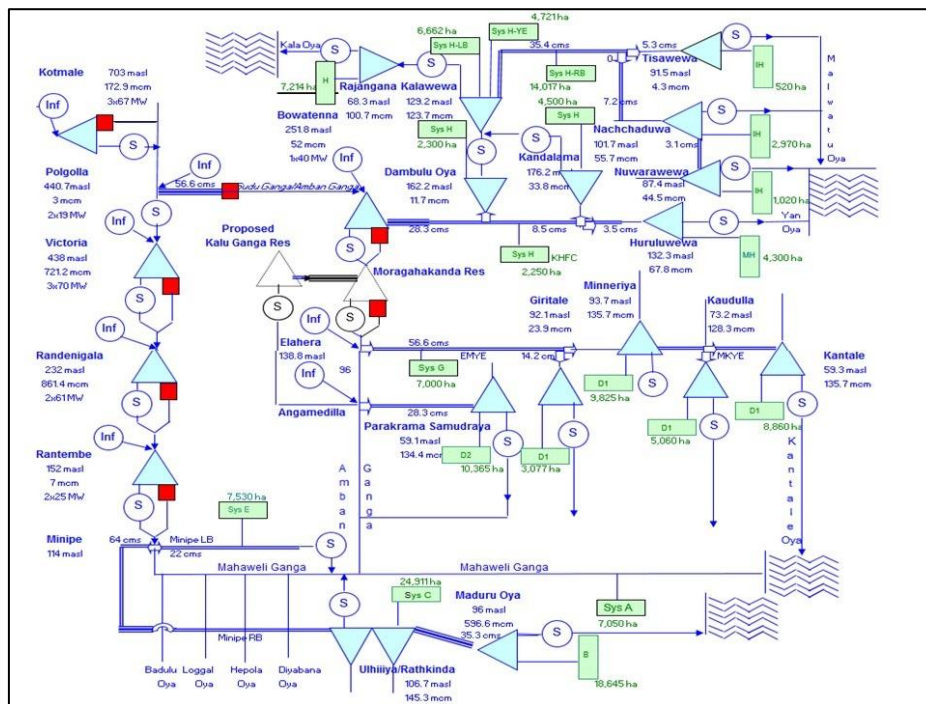 Kotmale
703 masl
172.9 mcm
3x67 MW
Inf
S
Inf
Polgolla
440.7masl
3 mcm
2x19 MW
56.6 cms
Sudu Ganga/Amban Ganga
S
Inf
Victoria
438 masl
721.2 mcm
3x70 MW
S
Inf
Randenigala
232 masl
861.4 mcm
2x61MW
S
Inf
Rantembe
152 masl
7 mcm
2x25 MW
S
Minipe
114 masl
64 cms
Minipe LB
22 cms
7,530 ha
Sys E
S
Mahaweli Ganga
Mahaweli Ganga
Minipe RB
Badulu
Oya
Loggal
Oya
Hepola
Oya
Diyabana
Oya
Kala Oya
S
7,214 ha
H
Rajangana
68.3 masl
100.7 mcm
S
6,662 ha
Sys H-LB
4,721 ha
Sys H-YE
Kalawewa
129.2 masl
123.7 mcm
35.4 cms
Sys H-RB
14,017 ha
4,500 ha
Sys H
S
Bowatenna
251.8 masl
52 mcm
1x40 MW
Inf
Sys H
2,300 ha
S
Dambulu Oya
162.2 masl
11.7 mcm
Kandalama
176.2 masl
33.8 mcm
5.3 cms
Tisawewa
91.5 masl
4.3 mcm
S
IH
520 ha
0
7.2 cms
Nachchaduwa
101.7 masl
55.7 mcm
3.1 cms
S
IH
2,970 ha
Malwatu
Oya
Nuwarawewa
87.4 masl
44.5 mcm
S
IH
1,020 ha
Yan
Oya
28.3 cms
8.5 cms
3.5 cms
Huruluwewa
132.3 masl
67.8 mcm
S
MH
4,300 ha
Sys H
KHFC
2,250 ha
S
Proposed
Kalu Ganga Res
S
Moragahakanda Res
S
Inf
Elahera
138.8 masl
56.6 cms
EMYE
Sys G
7,000 ha
Inf
96
Angamedilla
28.3 cms
Parakrama Samudraya
59.1 masl
134.4 mcm
S
D2
10,365 ha
Giritale
92.1 masl
23.9 mcm
14.2 cms
S
D1
3,077 ha
Minneriya
93.7 masl
135.7 mcm
S
D1
9,825 ha
MKYE
Kaudulla
73.2 masl
128.3 mcm
S
D1
5,060 ha
Kantale
59.3 masl
135.7 mcm
S
D1
8,860 ha
Kantale
Oya
Amban
Ganga
S
24,911 ha
Sys C
Ulhiiiya/Rathkinda
106.7 masl
145.3 mcm
Maduru Oya
96 masl
596.6 mcm
35.3 cms
S
B
18,645 ha
Sys A
7,050 ha